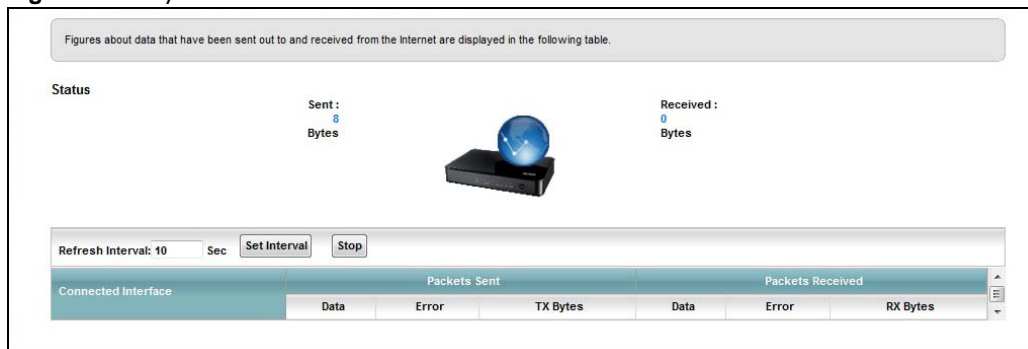 Figures about data that have been sent out to and received from the Internet are displayed in the following table.
Status
Sent :
8
Bytes
Received :
0
Bytes
Refresh Interval: 10 Sec Set Interval Stop
Connected Interface Packets Sent Packets Received
Data Error TX Bytes Data Error RX Bytes